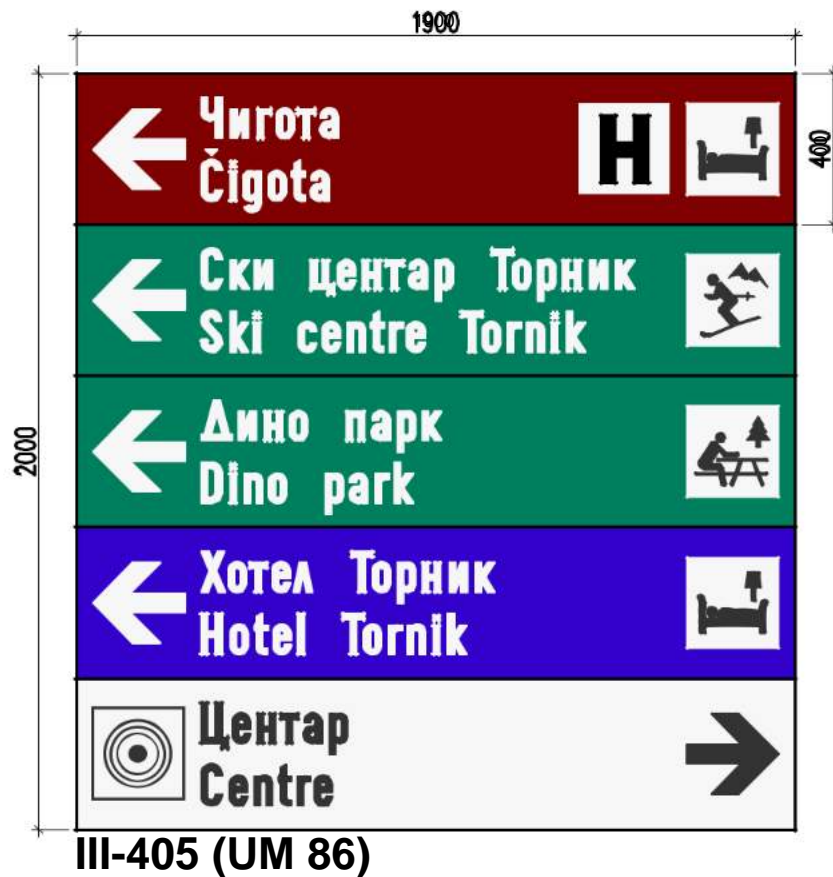 1900
400
2000
Чигота
Čigota
H
Ски центар Торник
Ski centre Tornik
Дино парк
Dino park
Хотел Торник
Hotel Tornik
Центар
Centre
III-405 (UM 86)